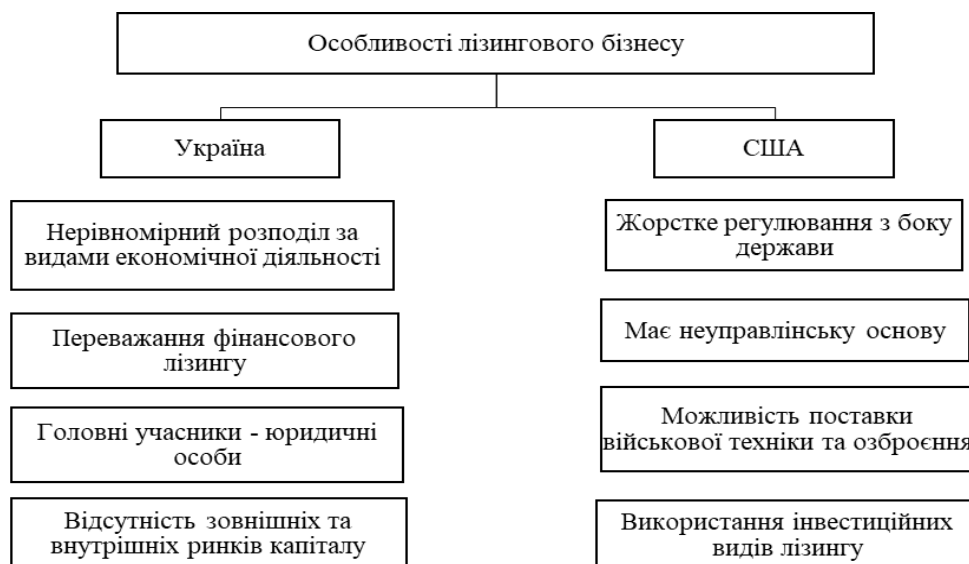 Особливості лізингового бізнесу
Україна
Нерівномірний розподіл за
видами економічної діяльності
Переважання фінансового
лізингу
Головні учасники - юридичні
особи
Відсутність зовнішніх та
внутрішніх ринків капіталу
США
Жорстке регулювання з боку
держави
Має неуправлінську основу
Можливість поставки
військової техніки та озброєння
Використання інвестиційних
видів лізингу